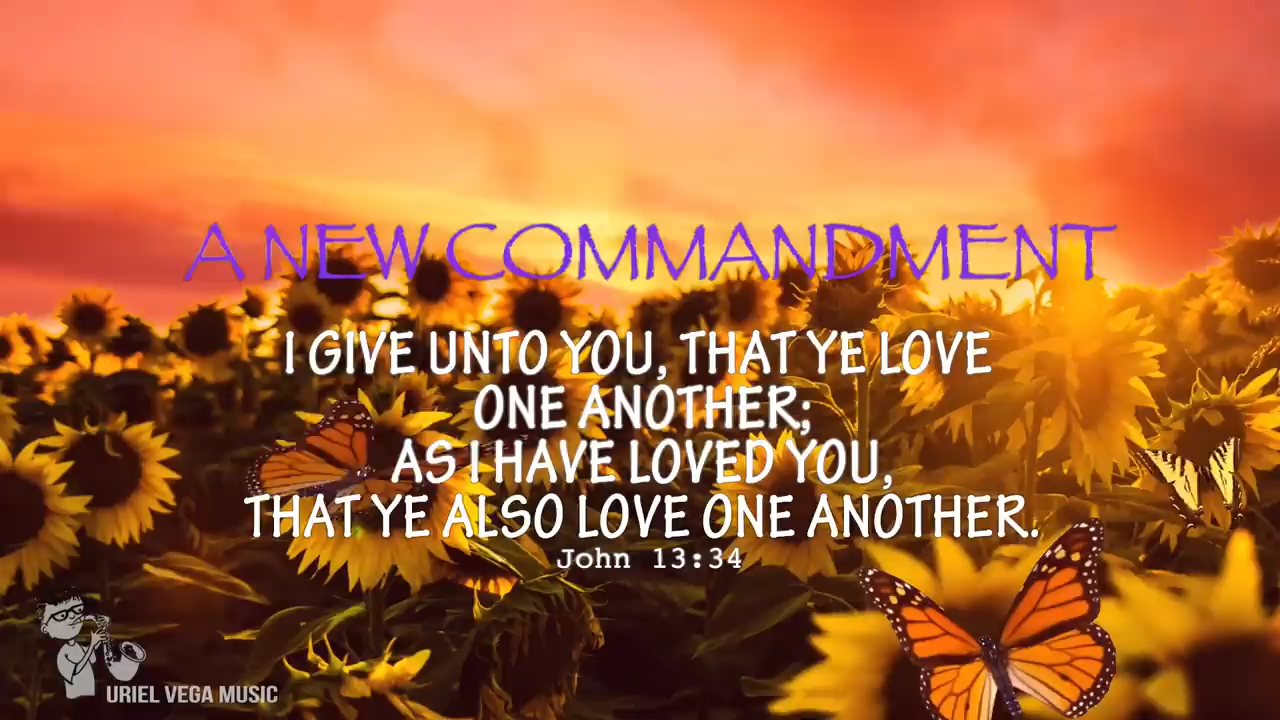 A NEW COMMANDMENT
I GIVE UNTO YOU, THAT YE LOVE
ONE ANOTHER;
AS I HAVE LOVED YOU,
THAT YE ALSO LOVE ONE ANOTHER.
John 13:34
URIEL VEGA MUSIC